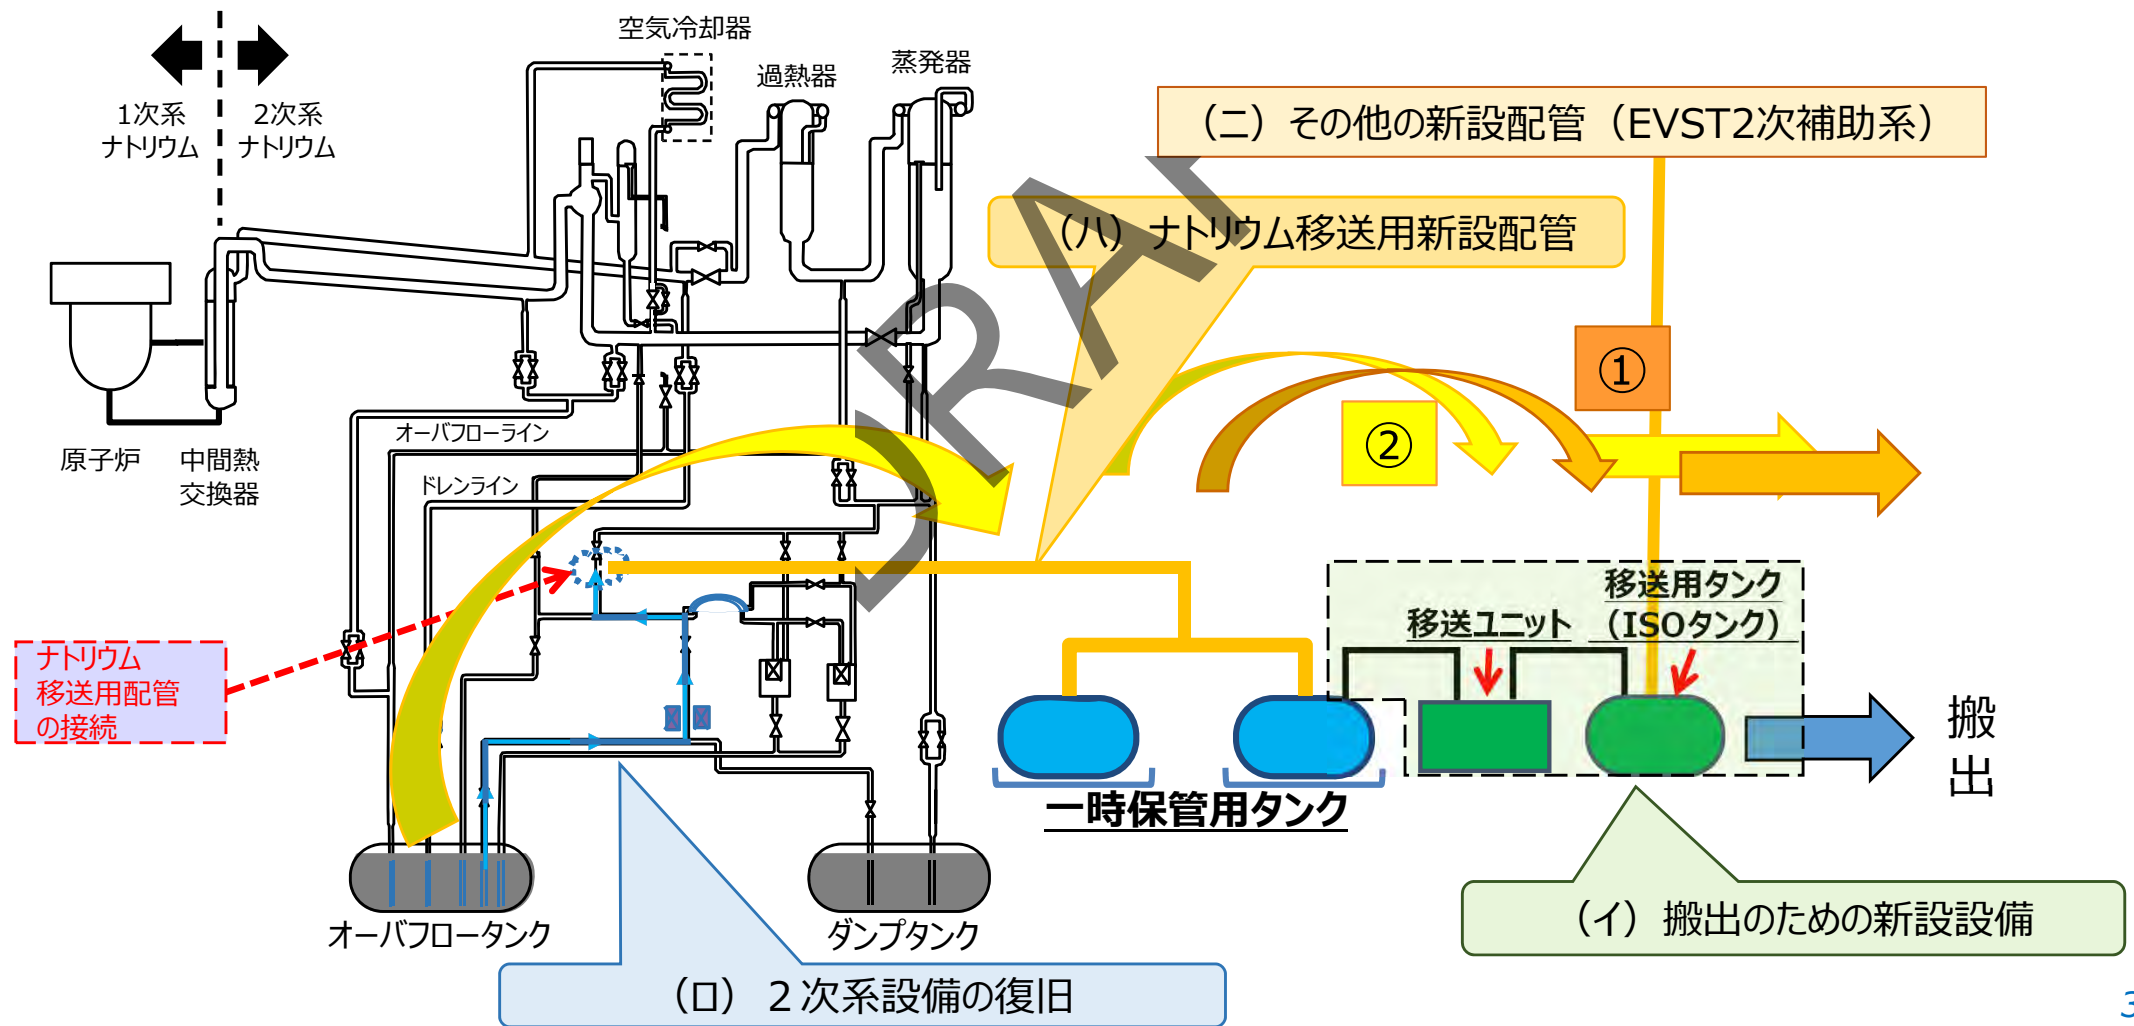 空気冷却器
過熱器
蒸発器
1次系
ナトリウム
2次系
ナトリウム
（ニ）その他の新設配管（EVST2次補助系）
（ハ）ナトリウム移送用新設配管
DRAF
①
②
原子炉
中間熱
交換器
オーバフローライン
ドレンライン
ナトリウム
移送用配管
の接続
移送ユニット
移送用タンク
（ISOタンク）
搬
出
一時保管用タンク
オーバフロータンク
ダンプタンク
（イ）搬出のための新設設備
（ロ）２次系設備の復旧
3